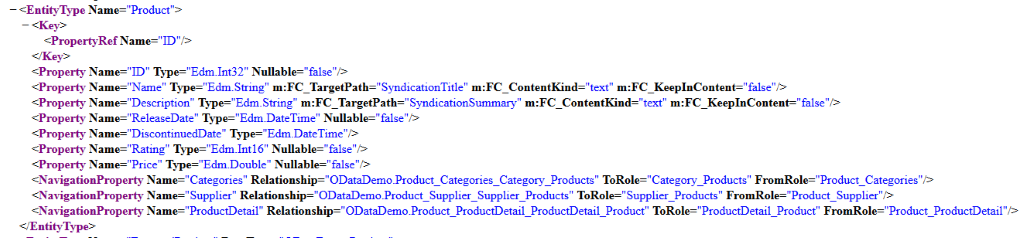 −<EntityType Name="Product">
−<Key>
<PropertyRef Name="ID"/>
</Key>
<Property Name="ID" Type="Edm.Int32" Nullable="false"/>
<Property Name="Name" Type="Edm.String" m:FC_TargetPath="SyndicationTitle" m:FC_ContentKind="text" m:FC_KeepInContent="false"/>
<Property Name="Description" Type="Edm.String" m:FC_TargetPath="SyndicationSummary" m:FC_ContentKind="text" m:FC_KeepInContent="false"/>
<Property Name="ReleaseDate" Type="Edm.DateTime" Nullable="false"/>
<Property Name="DiscontinuedDate" Type="Edm.DateTime"/>
<Property Name="Rating" Type="Edm.Int16" Nullable="false"/>
<Property Name="Price" Type="Edm.Double" Nullable="false"/>
<NavigationProperty Name="Categories" Relationship="ODataDemo.Product_Categories_Category_Products" ToRole="Category_Products" FromRole="Product_Categories"/>
<NavigationProperty Name="Supplier" Relationship="ODataDemo.Product_Supplier_Supplier_Products" ToRole="Supplier_Products" FromRole="Product_Supplier"/>
<NavigationProperty Name="ProductDetail" Relationship="ODataDemo.Product_ProductDetail_ProductDetail_Product" ToRole="ProductDetail_Product" FromRole="Product_ProductDetail"/>
</EntityType>